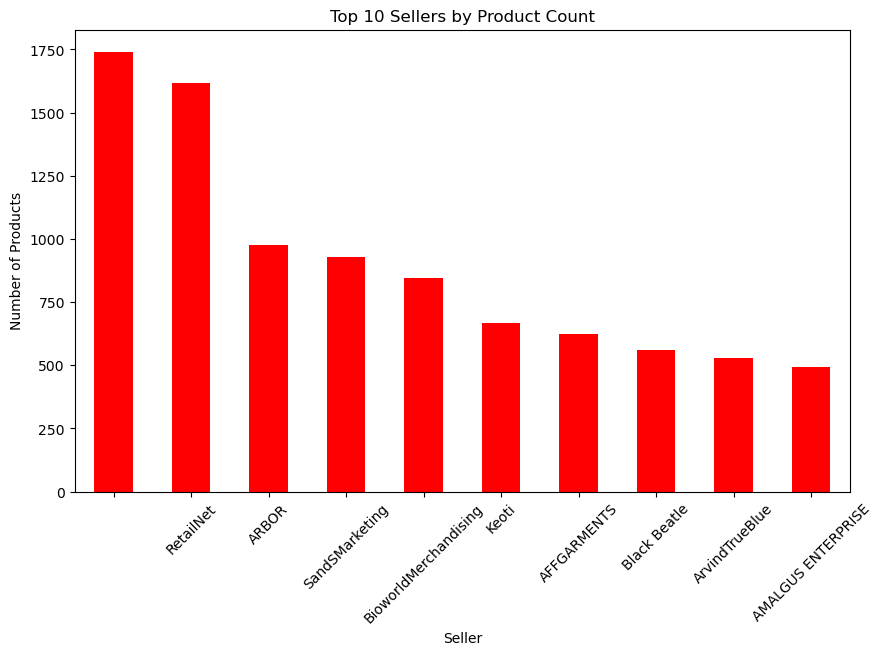 Top 10 Sellers by Product Count
Number of Products
1750
1500
1250
1000
750
500
250
0
RetailNet
ARBOR
SandSMarketing
BioworldMerchandising
Keoti
AFFGARMENTS
Black Beatle
ArvindTrueBlue
AMALGUS ENTERPRISE
Seller